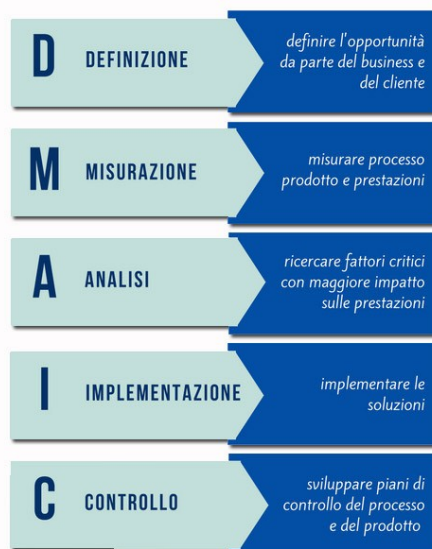 D DEFINIZIONE
definire l'opportunità
da parte del business e
del cliente
M MISURAZIONE
misurare processo
prodotto e prestazioni
A ANALISI
ricercare fattori critici
con maggiore impatto
sulle prestazioni
I IMPLEMENTAZIONE
implementare le
soluzioni
C CONTROLLO
sviluppare piani di
controllo del processo
e del prodotto